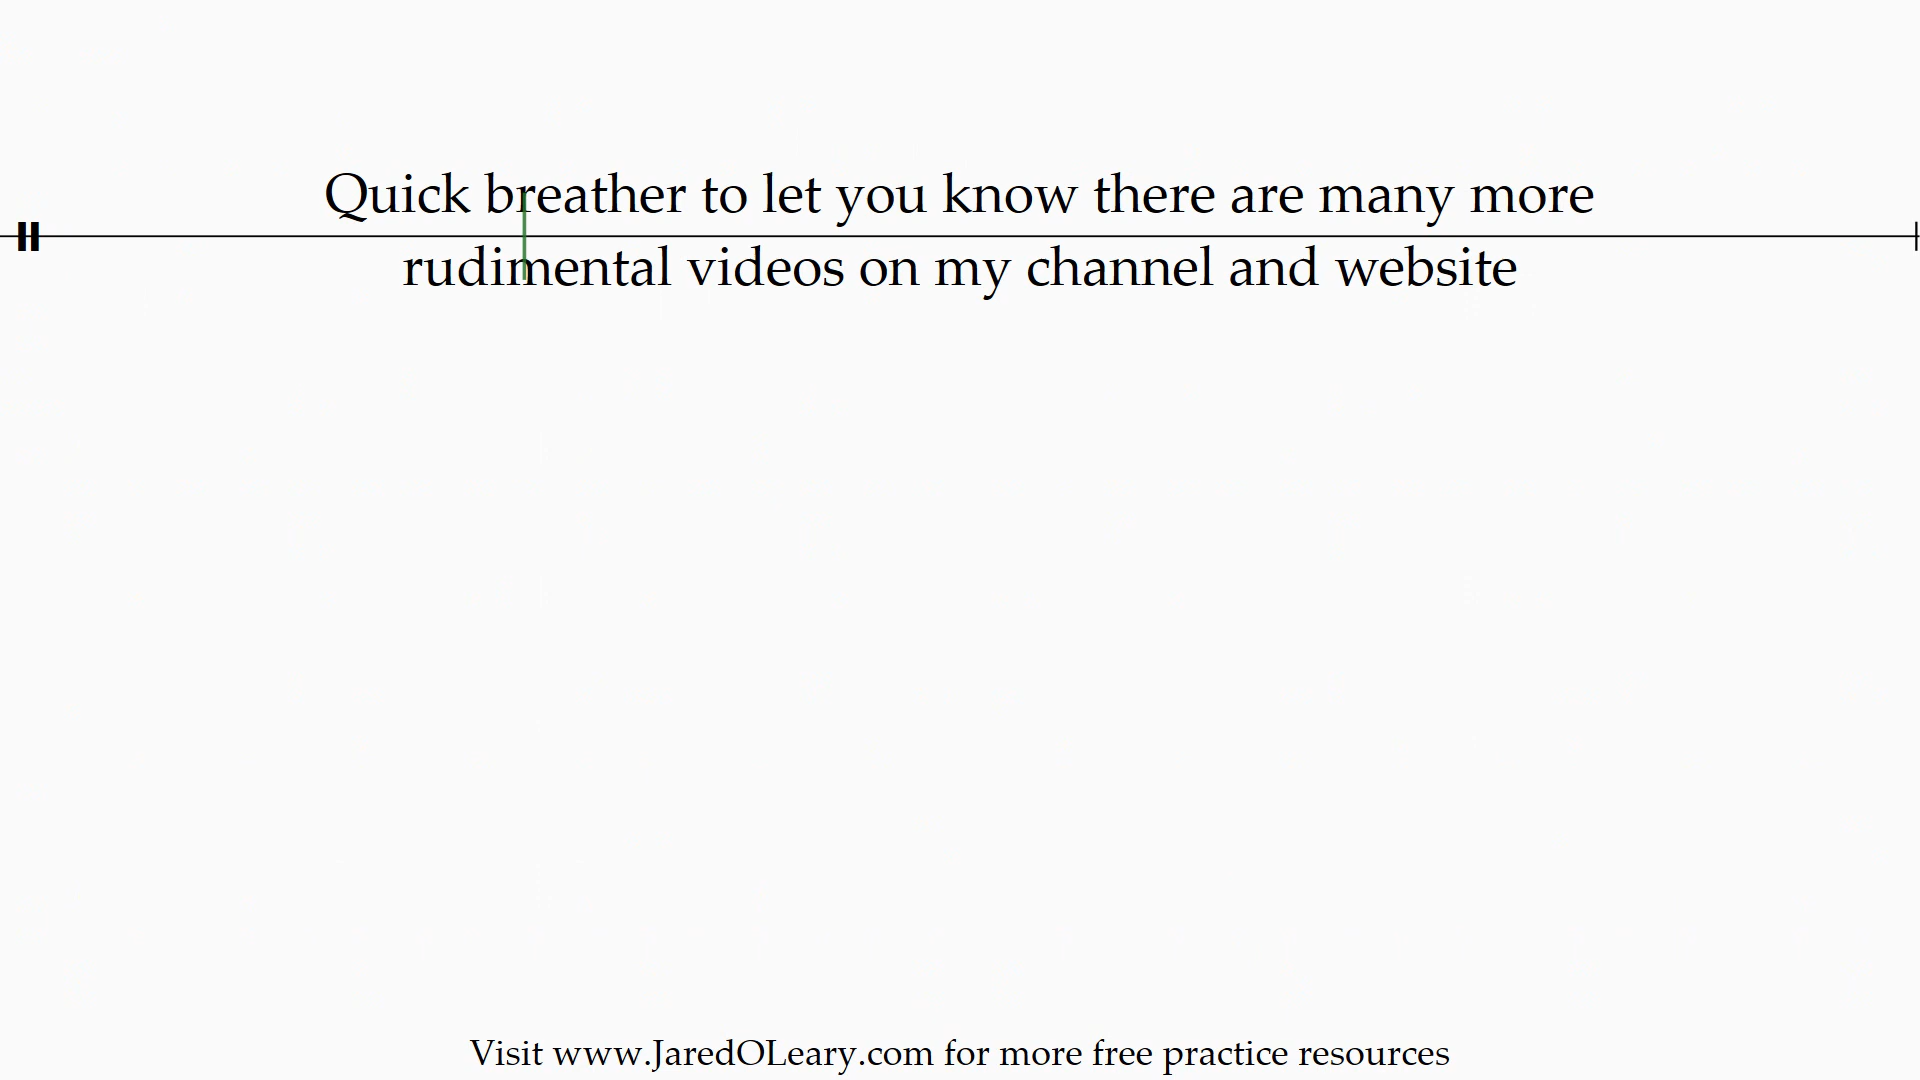 Quick breather to let you know there are many more
rudimental videos on my channel and website
Visit www.JaredOLeary.com for more free practice resources